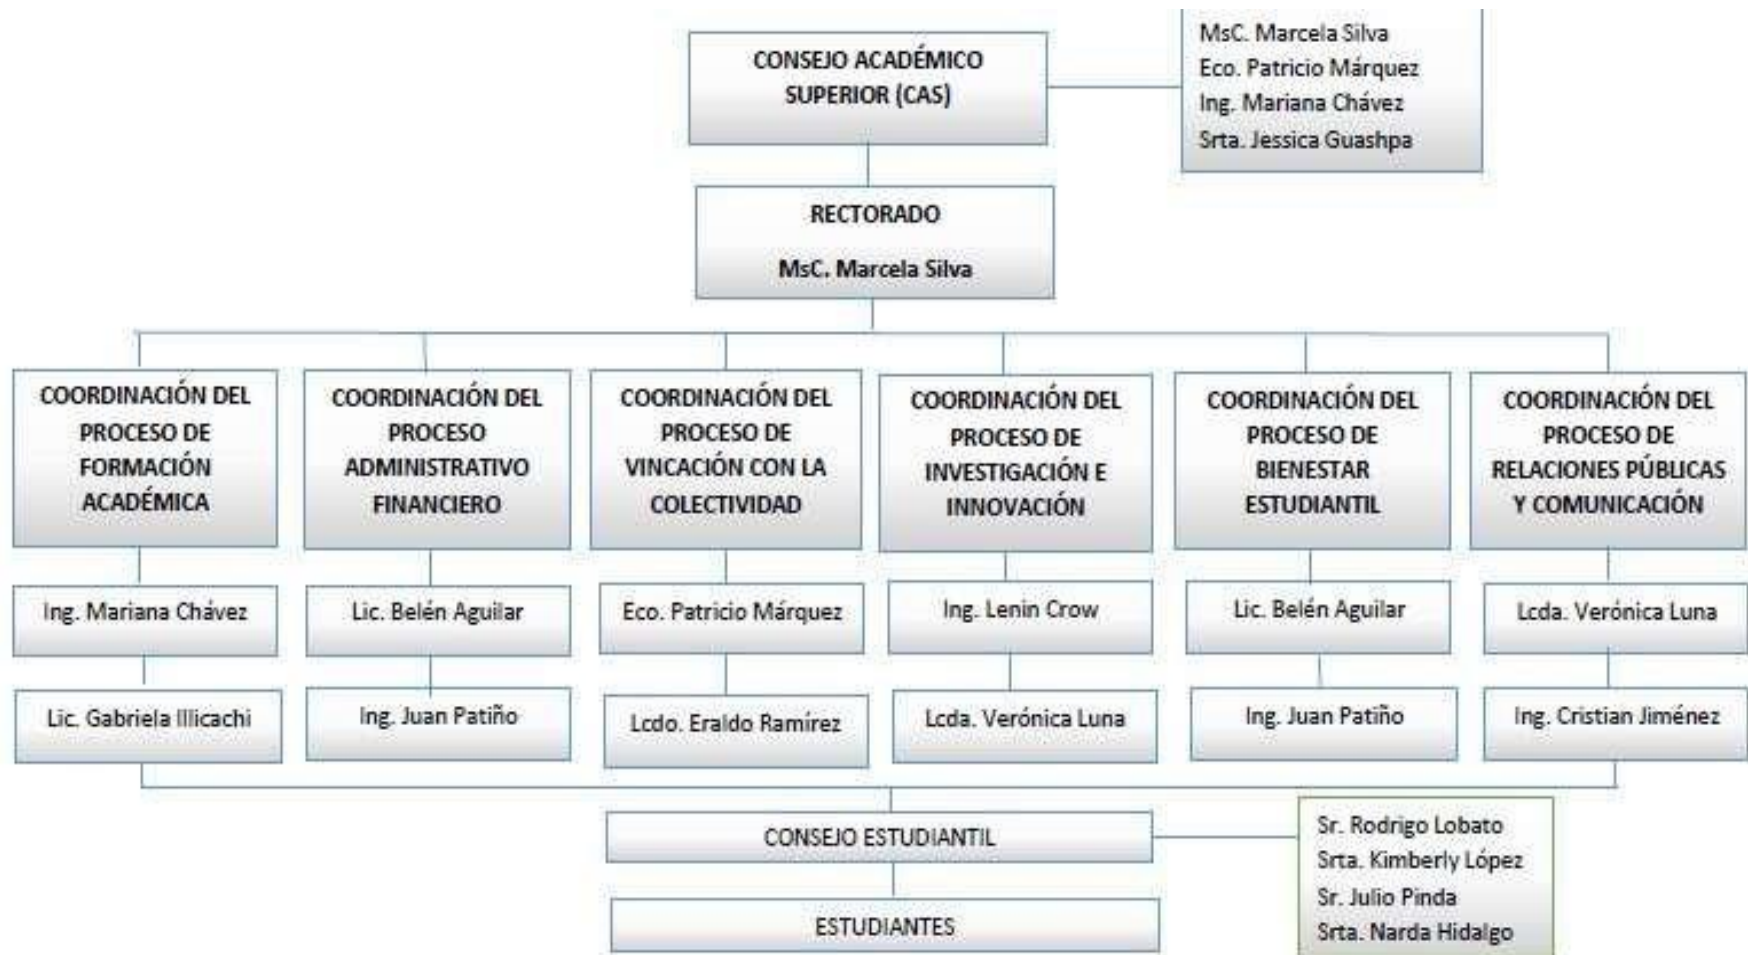 CONSEJO ACADÉMICO
SUPERIOR (CAS)
MsC. Marcela Silva
Eco. Patricio Márquez
Ing. Mariana Chávez
Srta. Jessica Guashpa
RECTORADO
MsC. Marcela Silva
COORDINACIÓN DEL
PROCESO DE
FORMACIÓN
ACADÉMICA
COORDINACIÓN DEL
PROCESO
ADMINISTRATIVO
FINANCIERO
COORDINACIÓN DEL
PROCESO DE
VINCACIÓN CON LA
COLECTIVIDAD
COORDINACIÓN DEL
PROCESO DE
INVESTIGACIÓN E
INNOVACIÓN
COORDINACIÓN DEL
PROCESO DE
BIENESTAR
ESTUDIANTIL
COORDINACIÓN DEL
PROCESO DE
RELACIONES PÚBLICAS
Y COMUNICACIÓN
Ing. Mariana Chávez
Lic. Belén Aguilar
Eco. Patricio Márquez
Ing. Lenin Crow
Lic. Belén Aguilar
Lcda. Verónica Luna
Lic. Gabriela Illicachi
Ing. Juan Patiño
Lcdo. Eraldo Ramírez
Lcda. Verónica Luna
Ing. Juan Patiño
Ing. Cristian Jiménez
CONSEJO ESTUDIANTIL
Sr. Rodrigo Lobato
Srta. Kimberly López
Sr. Julio Pinda
Srta. Narda Hidalgo
ESTUDIANTES